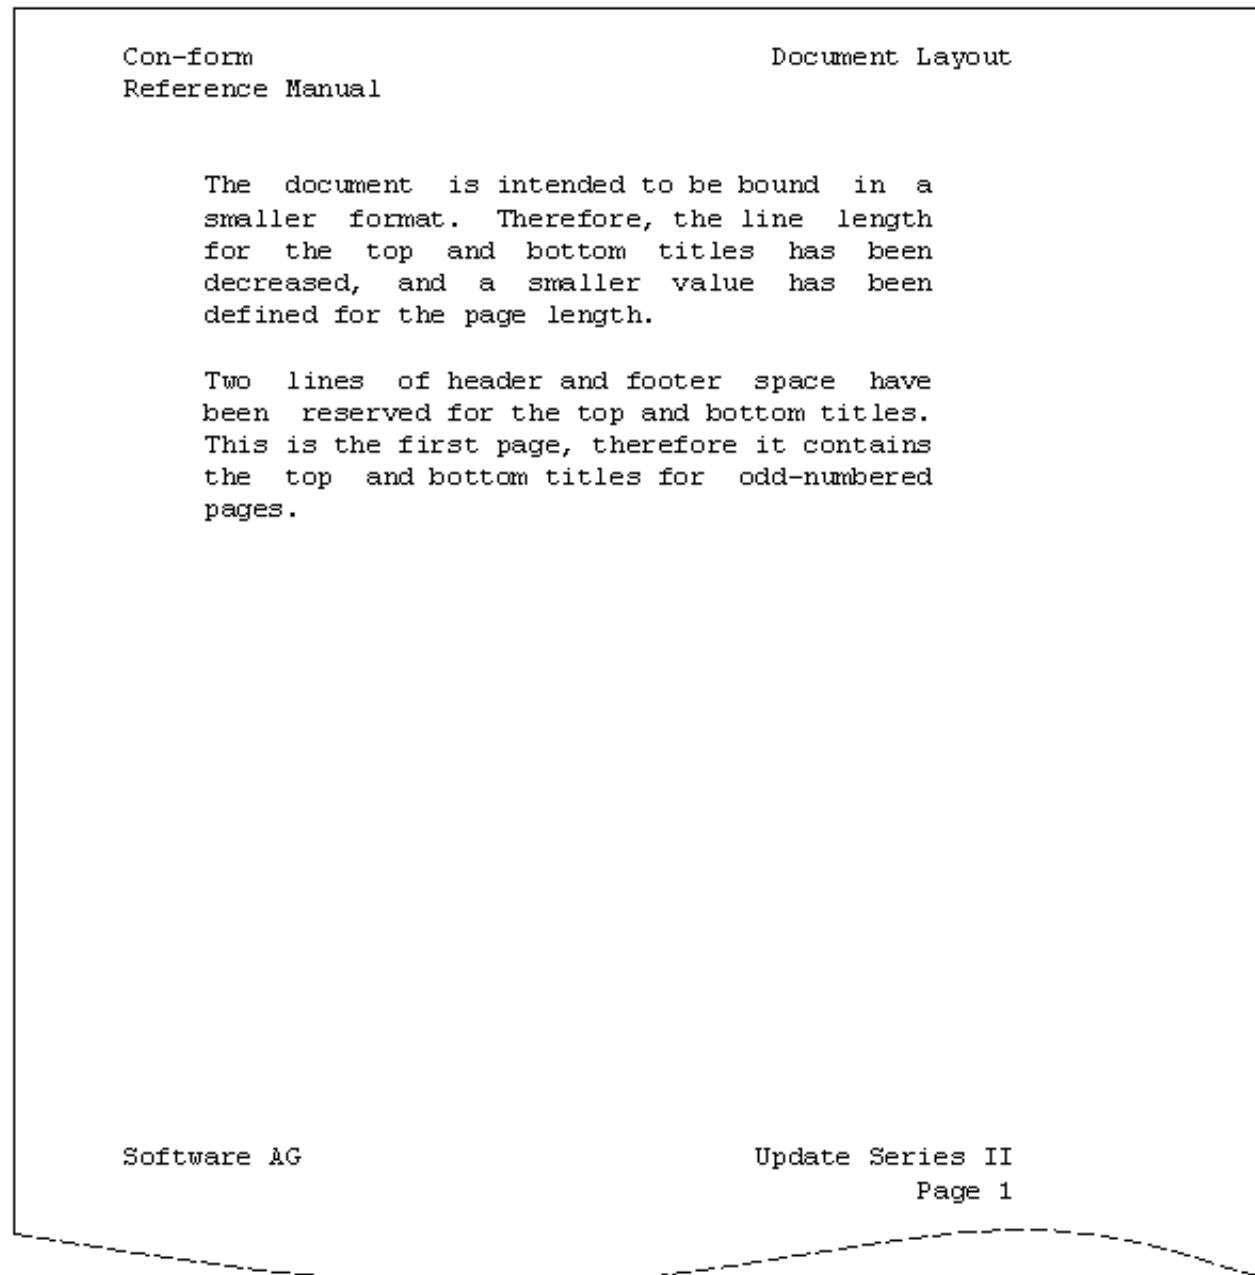 Con-form Document Layout
Reference Manual
The document is intended to be bound in a
smaller format. Therefore, the line length
for the top and bottom titles has been
decreased, and a smaller value has been
defined for the page length.
Two lines of header and footer space have
been reserved for the top and bottom titles.
This is the first page, therefore it contains
the top and bottom titles for odd-numbered
pages.
Software AG Update Series II
Page 1